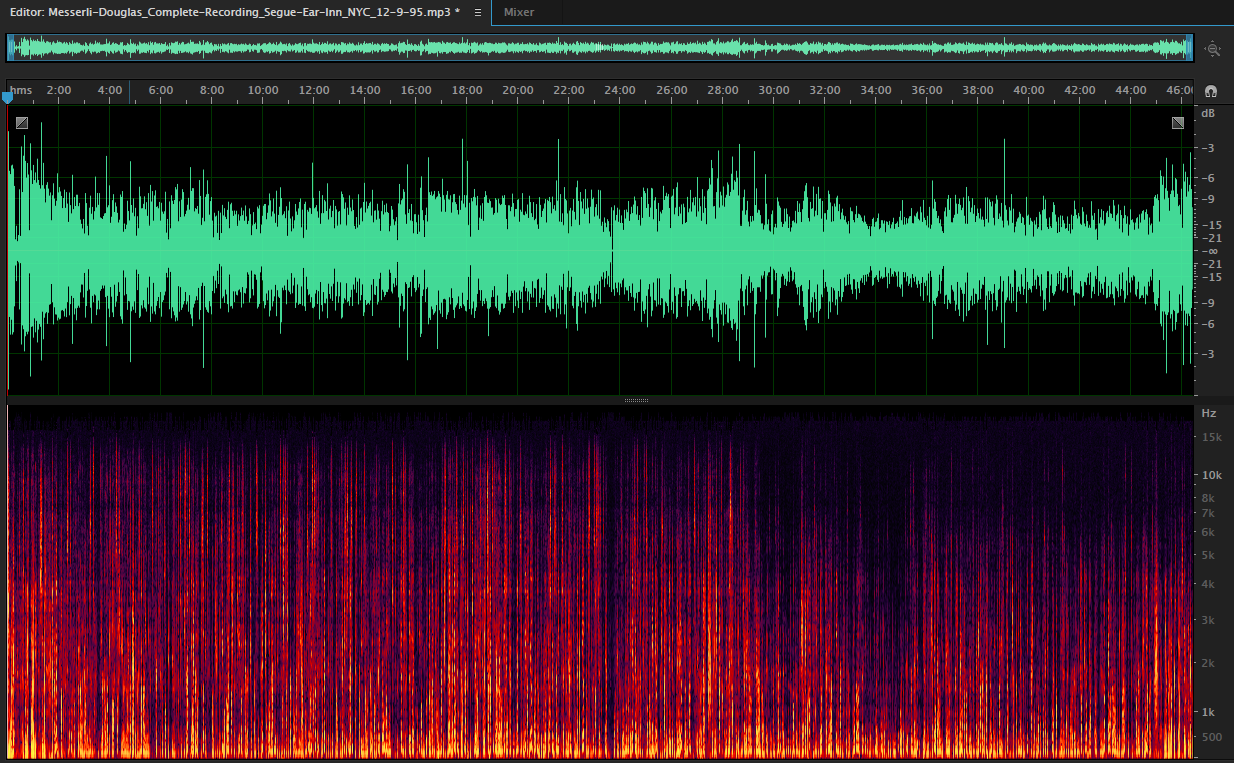 Editor: Messerli-Douglas_Complete-Recording_Segue-Ear-Inn_NYC_12-9-95.mp3 * ≡ Mixer
hms 2:00 4:00 6:00 8:00 10:00 12:00 14:00 16:00 18:00 20:00 22:00 24:00 26:00 28:00 30:00 32:00 34:00 36:00 38:00 40:00 42:00 44:00 46:00
dB
-3
-6
-9
-15
-21
-∞
-21
-15
-9
-6
-3
Hz
15k
10k
8k
7k
6k
5k
4k
3k
2k
1k
500